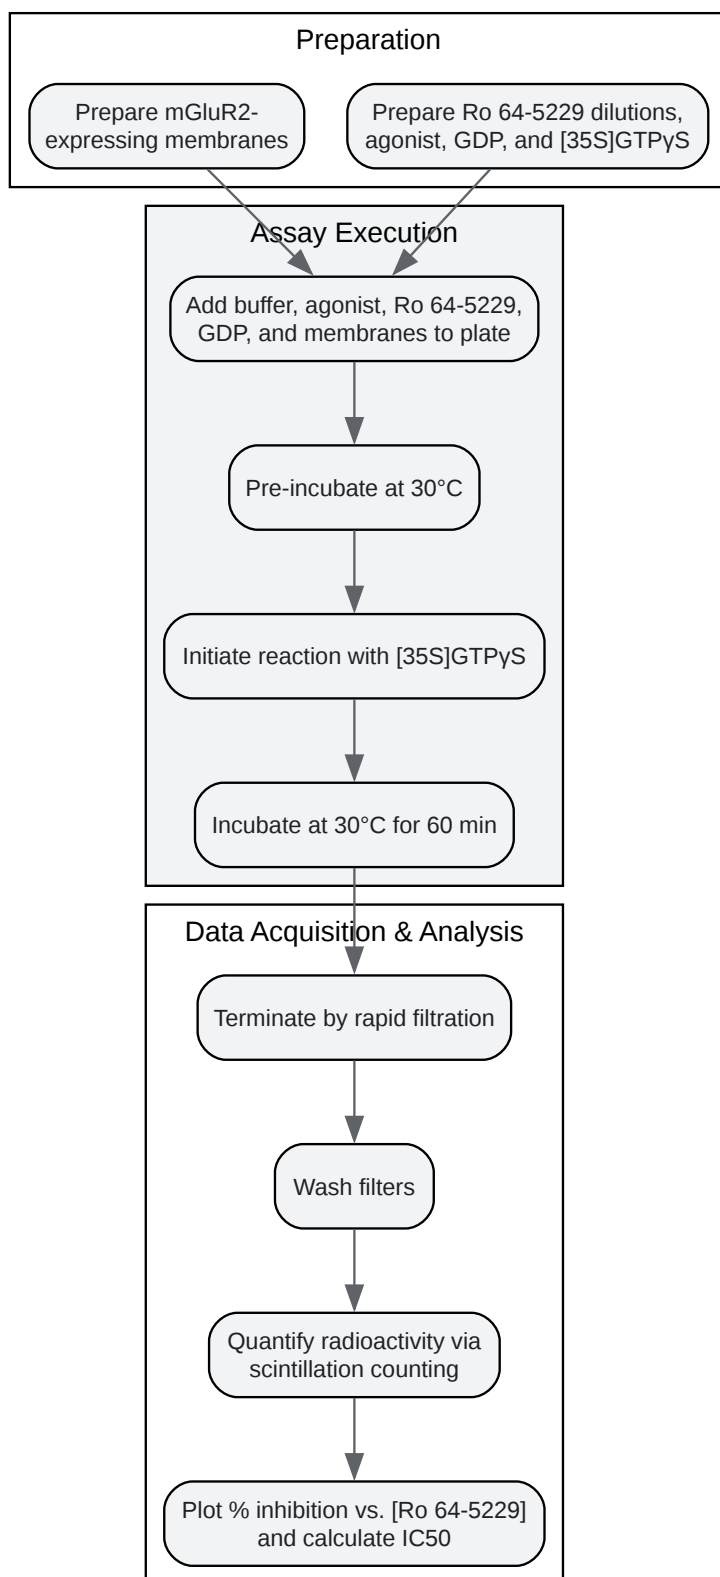 Preparation
Prepare mGluR2-
expressing membranes
Prepare Ro 64-5229 dilutions,
agonist, GDP, and [35S]GTPγS
Assay Execution
Add buffer, agonist, Ro 64-5229,
GDP, and membranes to plate
Pre-incubate at 30°C
Initiate reaction with [35S]GTPγS
Incubate at 30°C for 60 min
Data Acquisition & Analysis
Terminate by rapid filtration
Wash filters
Quantify radioactivity via
scintillation counting
Plot % inhibition vs. [Ro 64-5229]
and calculate IC50